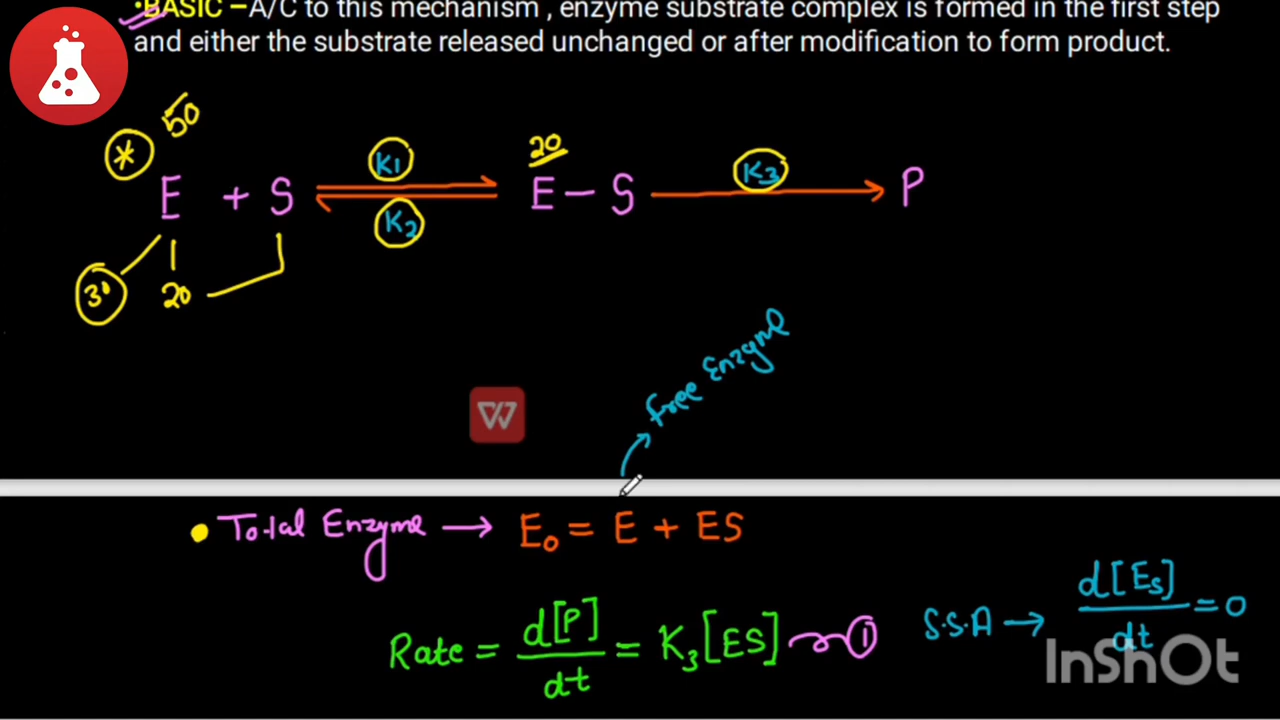 •BASIC – A/C to this mechanism , enzyme substrate complex is formed in the first step
and either the substrate released unchanged or after modification to form product.
50
* K1 20 K3
E + S E – S P
K2
30 20
Free Enzyme
W
• Total Enzyme → E₀ = E + ES
Rate = d[P]/dt = K₃[ES] ①
S.S.A → d[Es]/dt = 0
InShOt